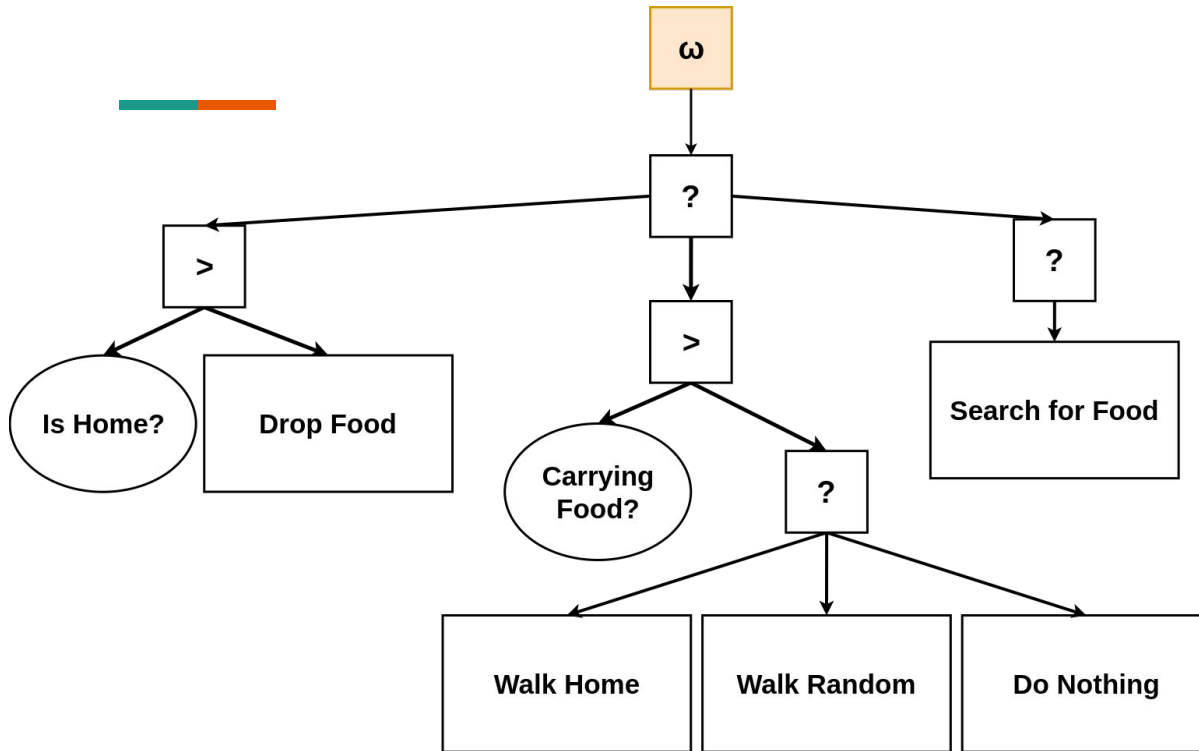 ω
?
>
?
>
Is Home?
Drop Food
Search for Food
Carrying
Food?
?
Walk Home
Walk Random
Do Nothing